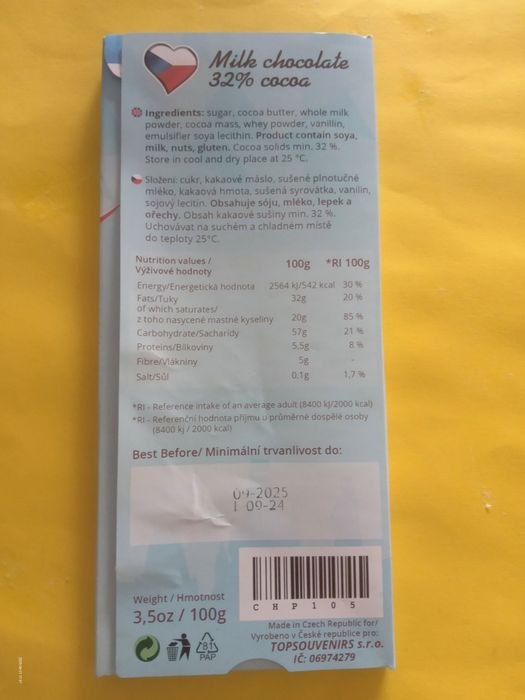 Milk chocolate
32% cocoa
Ingredients: sugar, cocoa butter, whole milk
powder, cocoa mass, whey powder, vanillin,
emulsifier soya lecithin. Product contain soya,
milk, nuts, gluten. Cocoa solids min. 32 %.
Store in cool and dry place at 25 °C.
Složení: cukr, kakaové máslo, sušené plnotučné
mléko, kakaová hmota, sušená syrovátka, vanilin,
sojový lecitin. Obsahuje sóju, mléko, lepek a
ořechy. Obsah kakaové sušiny min. 32 %.
Uchovávat na suchém a chladném místě
do teploty 25°C.
Nutrition values /
Výživové hodnoty 100g *RI 100g
Energy/Energetická hodnota 2564 kJ/542 kcal 30 %
Fats/Tuky 32g 20 %
of which saturates/
z toho nasycené mastné kyseliny 20g 85 %
Carbohydrate/Sacharidy 57g 21 %
Proteins/Bílkoviny 5,5g 8 %
Fibre/Vlákniny 5g -
Salt/Sůl 0,1g 1,7 %
*RI - Reference intake of an average adult (8400 kJ/2000 kcal)
*RI - Referenční hodnota příjmu u průměrné dospělé osoby
(8400 kj / 2000 kcal)
Best Before/ Minimální trvanlivost do:
09-2025
L 09-24
Weight / Hmotnost
3,5oz / 100g
CHP105
81
PAP
Made in Czech Republic for/
Vyrobeno v České republice pro:
TOPSOUVENIRS s.r.o.
IČ: 06974279